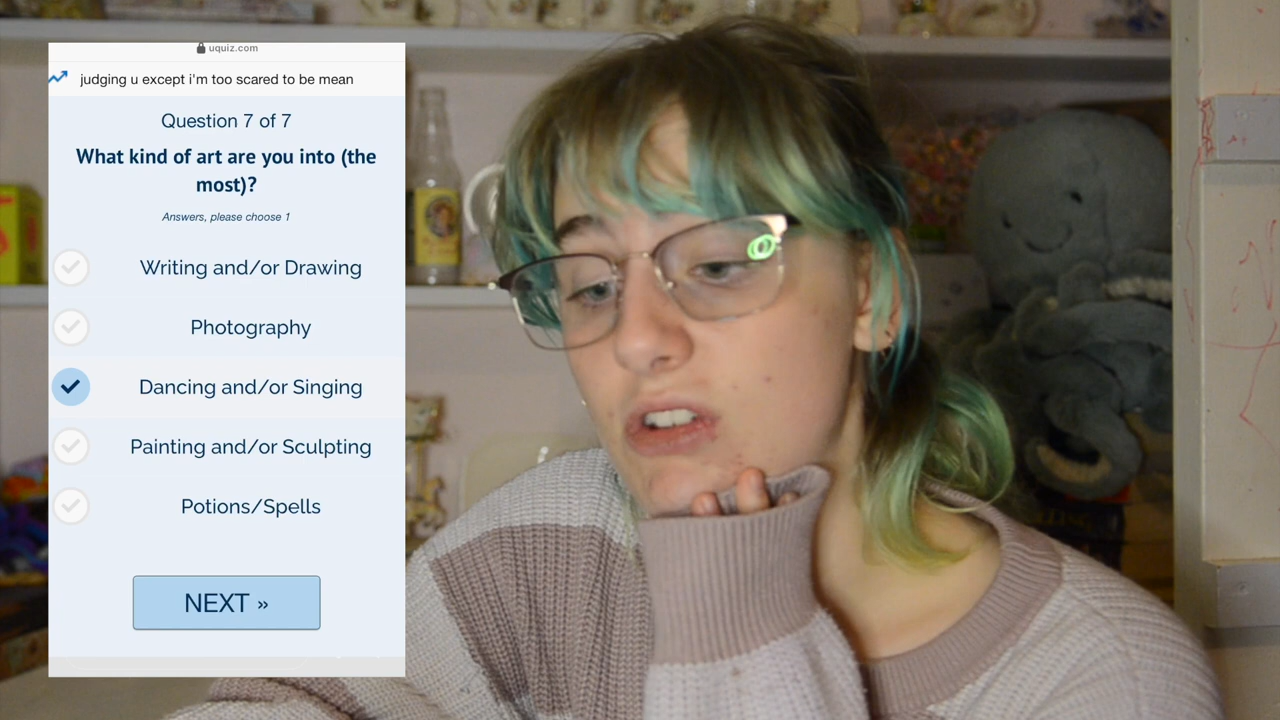 uquiz.com
judging u except i'm too scared to be mean
Question 7 of 7
What kind of art are you into (the
most)?
Answers, please choose 1
Writing and/or Drawing
Photography
Dancing and/or Singing
Painting and/or Sculpting
Potions/Spells
NEXT »